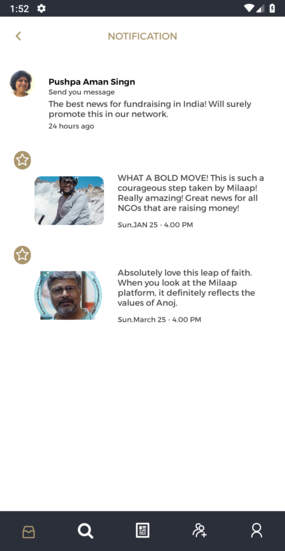 1:52
NOTIFICATION
Pushpa Aman Singn
Send you message
The best news for fundraising in India! Will surely
promote this in our network.
24 hours ago
WHAT A BOLD MOVE! This is such a
courageous step taken by Milaap!
Really amazing! Great news for all
NGOs that are raising money!
Sun,JAN 25 - 4.00 PM
Absolutely love this leap of faith.
When you look at the Milaap
platform, it definitely reflects the
values of Anoj.
Sun,March 25 - 4.00 PM